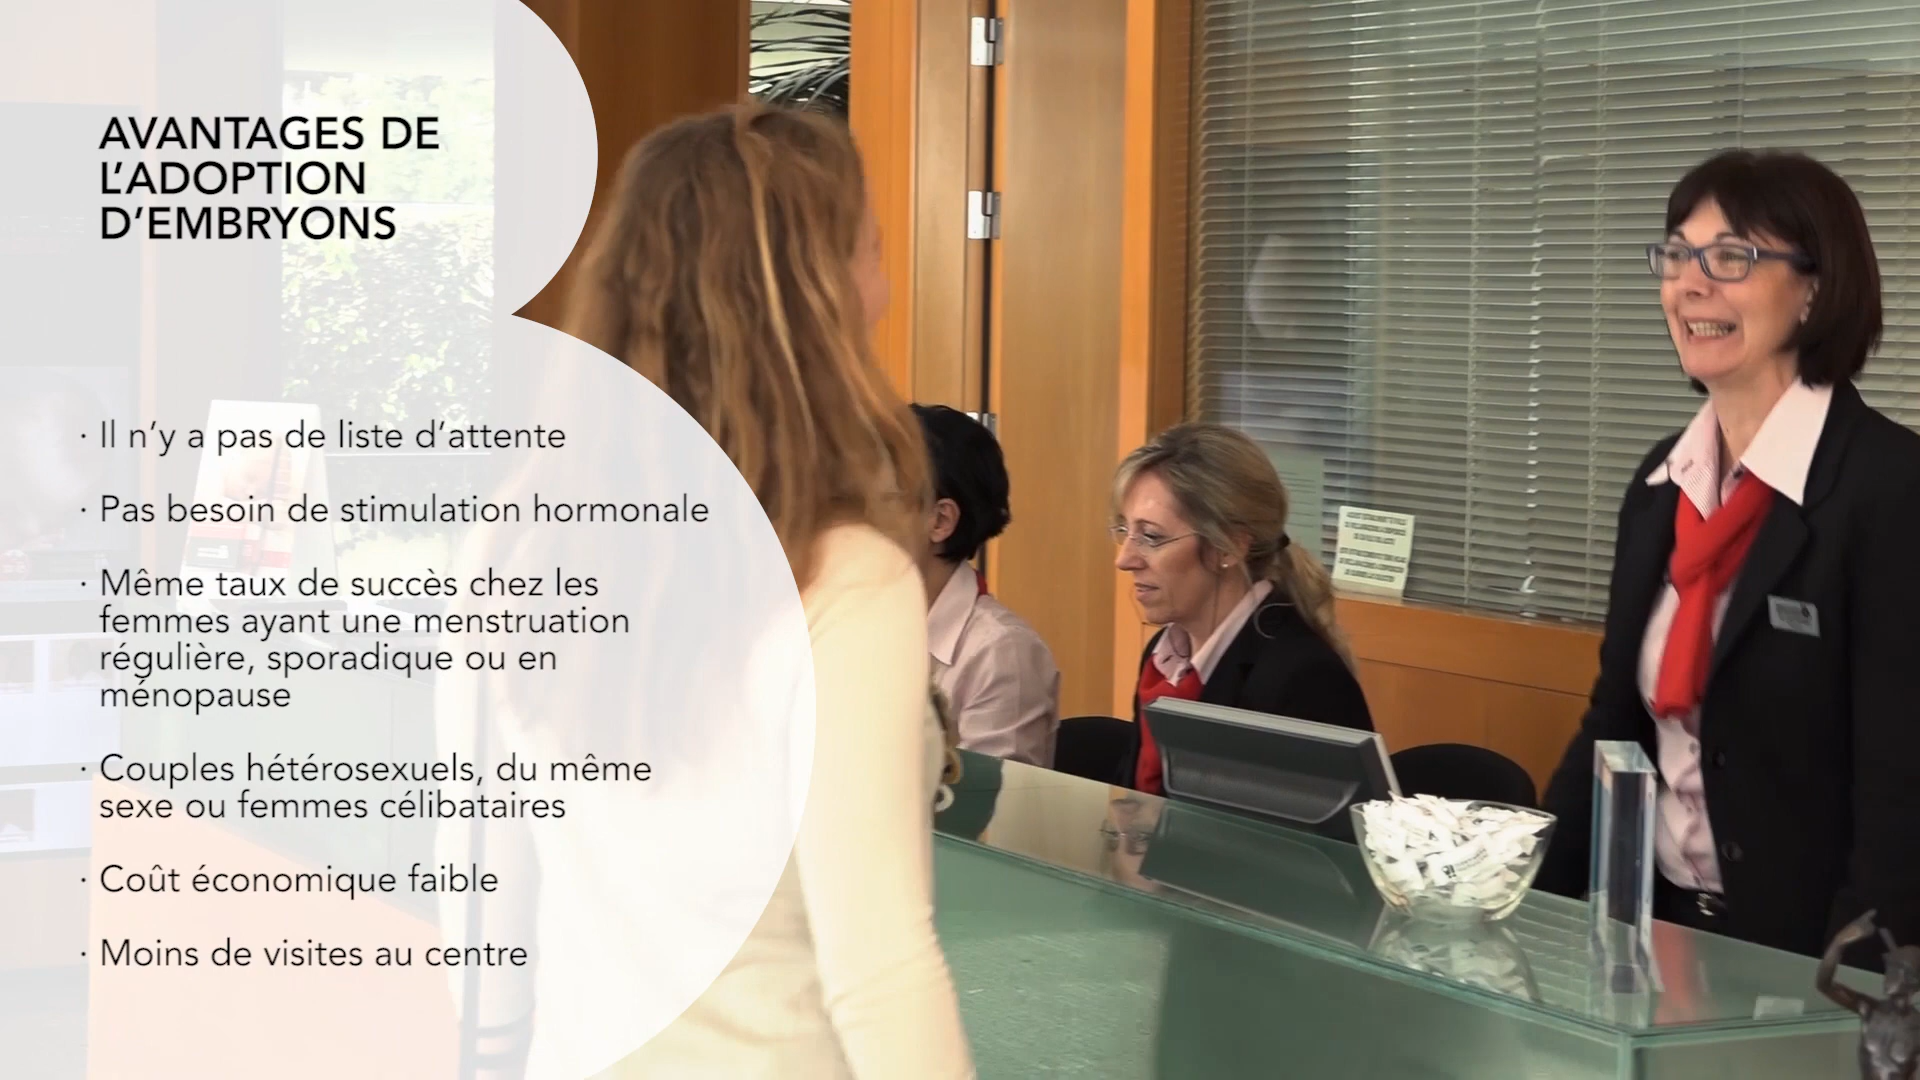 AVANTAGES DE
L’ADOPTION
D’EMBRYONS
· Il n’y a pas de liste d’attente
· Pas besoin de stimulation hormonale
· Même taux de succès chez les
femmes ayant une menstruation
régulière, sporadique ou en
ménopause
· Couples hétérosexuels, du même
sexe ou femmes célibataires
· Coût économique faible
· Moins de visites au centre